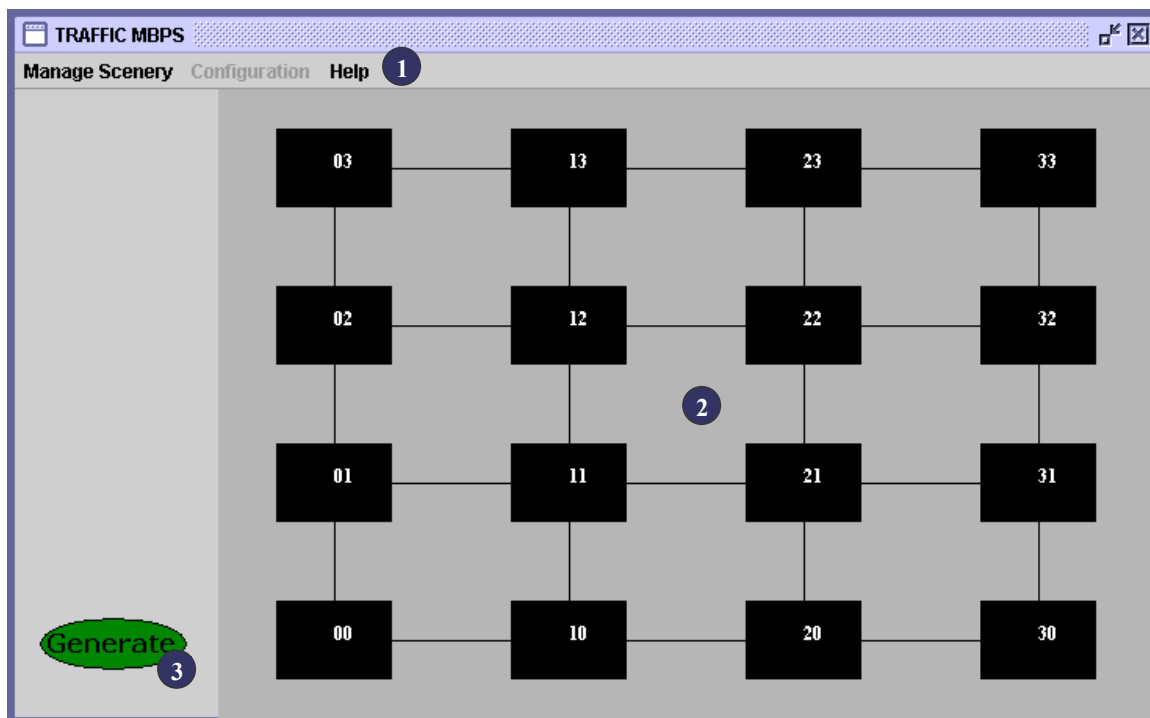 TRAFFIC MBPS
Manage Scenery Configuration Help 1
03 13 23 33
02 12 22 32
2
01 11 21 31
00 10 20 30
Generate
3